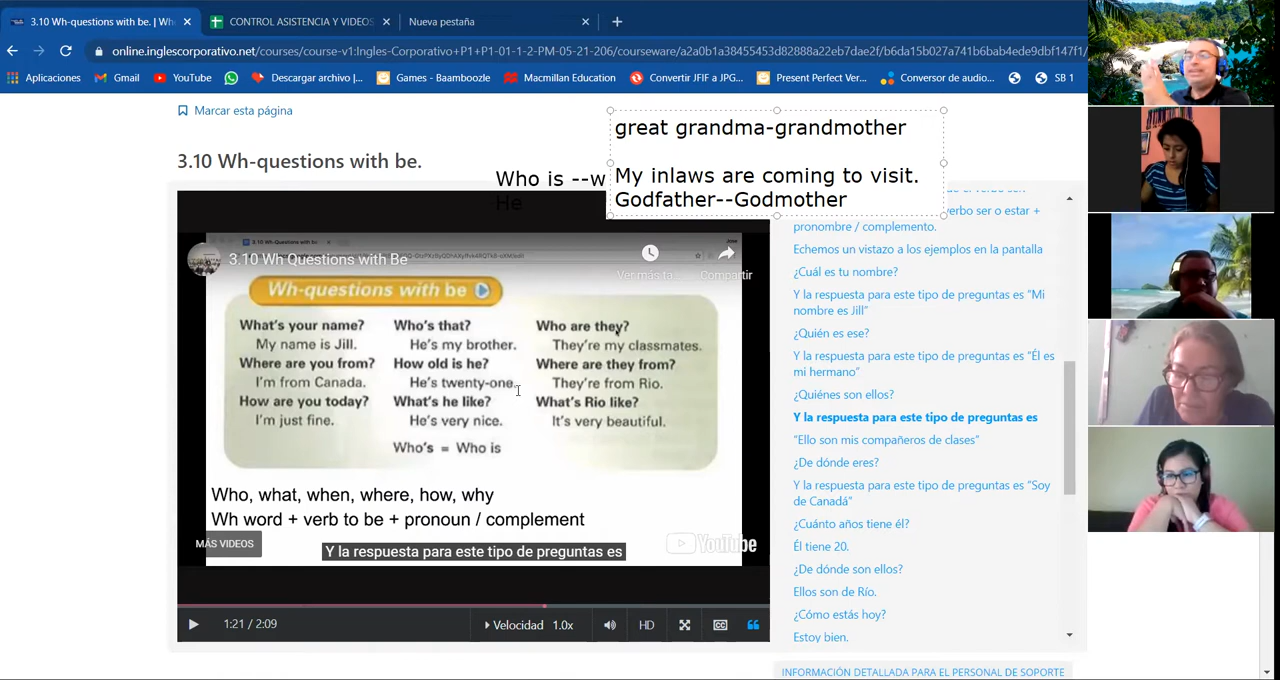 3.10 Wh-questions with be. | Wh
CONTROL ASISTENCIA Y VIDEOS
Nueva pestaña
online.inglescorporativo.net/courses/course-v1:Ingles-Corporativo+P1+P1-01-1-2-PM-05-21-206/courseware/a2a0b1a38455453d82888a22eb7dae2f/b6da15b027a741b6bab4ede9dbf147f1/
Aplicaciones
Gmail
YouTube
Descargar archivo |...
Games - Baamboozle
Macmillan Education
Convertir JFIF a JPG...
Present Perfect Ver...
Conversor de audio...
SB 1
Marcar esta página
3.10 Wh-questions with be.
Who is --w
He
great grandma-grandmother
My inlaws are coming to visit.
Godfather--Godmother
3.10 Wh Questions with Be
Ver más ta
Compartir
Wh-questions with be
What's your name?
My name is Jill.
Where are you from?
I'm from Canada.
How are you today?
I'm just fine.
Who's that?
He's my brother.
How old is he?
He's twenty-one.
What's he like?
He's very nice.
Who's = Who is
Who are they?
They're my classmates.
Where are they from?
They're from Rio.
What's Rio like?
It's very beautiful.
Who, what, when, where, how, why
Wh word + verb to be + pronoun / complement
MÁS VIDEOS
Y la respuesta para este tipo de preguntas es
YouTube
1:21 / 2:09
Velocidad 1.0x
HD
verbo ser o estar +
pronombre / complemento.
Echemos un vistazo a los ejemplos en la pantalla
¿Cuál es tu nombre?
Y la respuesta para este tipo de preguntas es "Mi
nombre es Jill"
¿Quién es ese?
Y la respuesta para este tipo de preguntas es "Él es
mi hermano"
¿Quiénes son ellos?
Y la respuesta para este tipo de preguntas es
"Ello son mis compañeros de clases"
¿De dónde eres?
Y la respuesta para este tipo de preguntas es "Soy
de Canadá"
¿Cuánto años tiene él?
Él tiene 20.
¿De dónde son ellos?
Ellos son de Río.
¿Cómo estás hoy?
Estoy bien.
INFORMACIÓN DETALLADA PARA EL PERSONAL DE SOPORTE